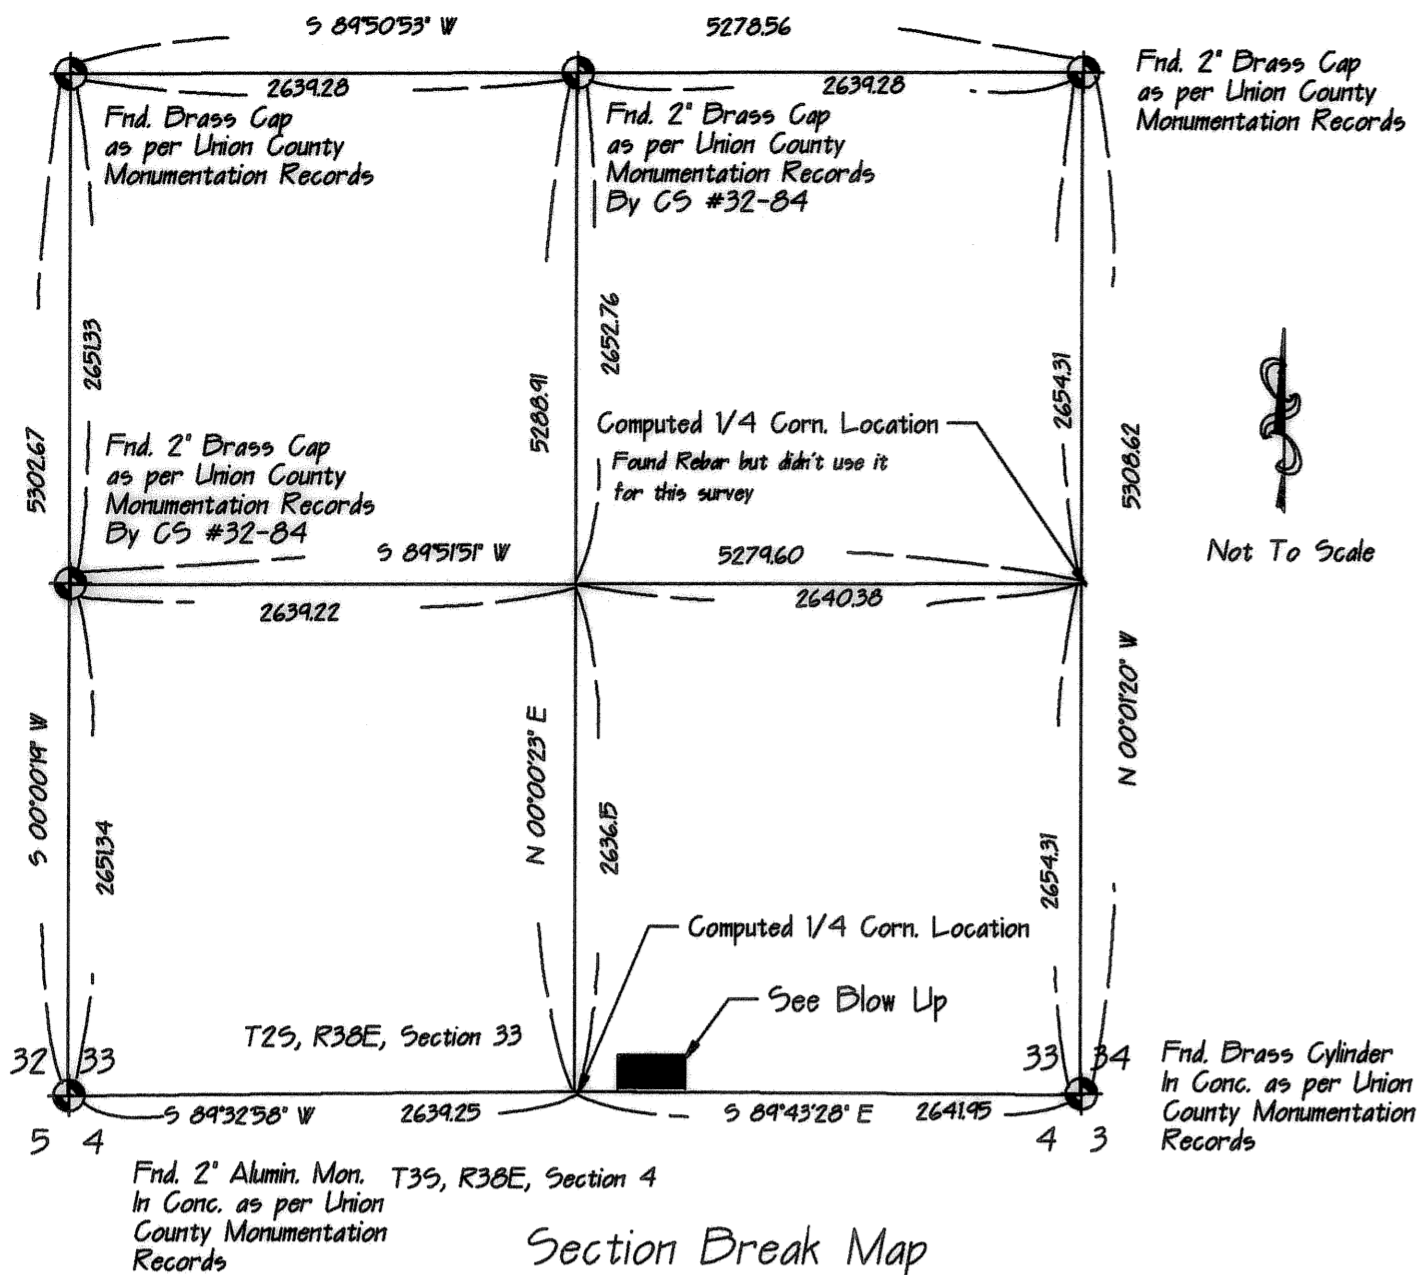 S 89°50'53" W 5278.56
2639.28 2639.28
Fnd. Brass Cap
as per Union County
Monumentation Records
Fnd. 2" Brass Cap
as per Union County
Monumentation Records
By CS #32-84
Fnd. 2" Brass Cap
as per Union County
Monumentation Records
5302.67
2651.33
5288.91
2652.76
2654.31
5308.62
Computed 1/4 Corn. Location
Found Rebar but didn't use it
for this survey
Fnd. 2" Brass Cap
as per Union County
Monumentation Records
By CS #32-84
Not To Scale
S 89°51'51" W 5279.60
2639.22 2640.38
S 00°00'19" W
2651.34
N 00°00'23" E
2636.15
2654.31
N 00°01'20" W
Computed 1/4 Corn. Location
See Blow Up
T2S, R38E, Section 33
32 33
33 34
S 89°32'58" W 2639.25 S 89°43'28" E 2641.95
5 4
4 3
Fnd. Brass Cylinder
In Conc. as per Union
County Monumentation
Records
Fnd. 2" Alumin. Mon.
In Conc. as per Union
County Monumentation
Records
T3S, R38E, Section 4
Section Break Map